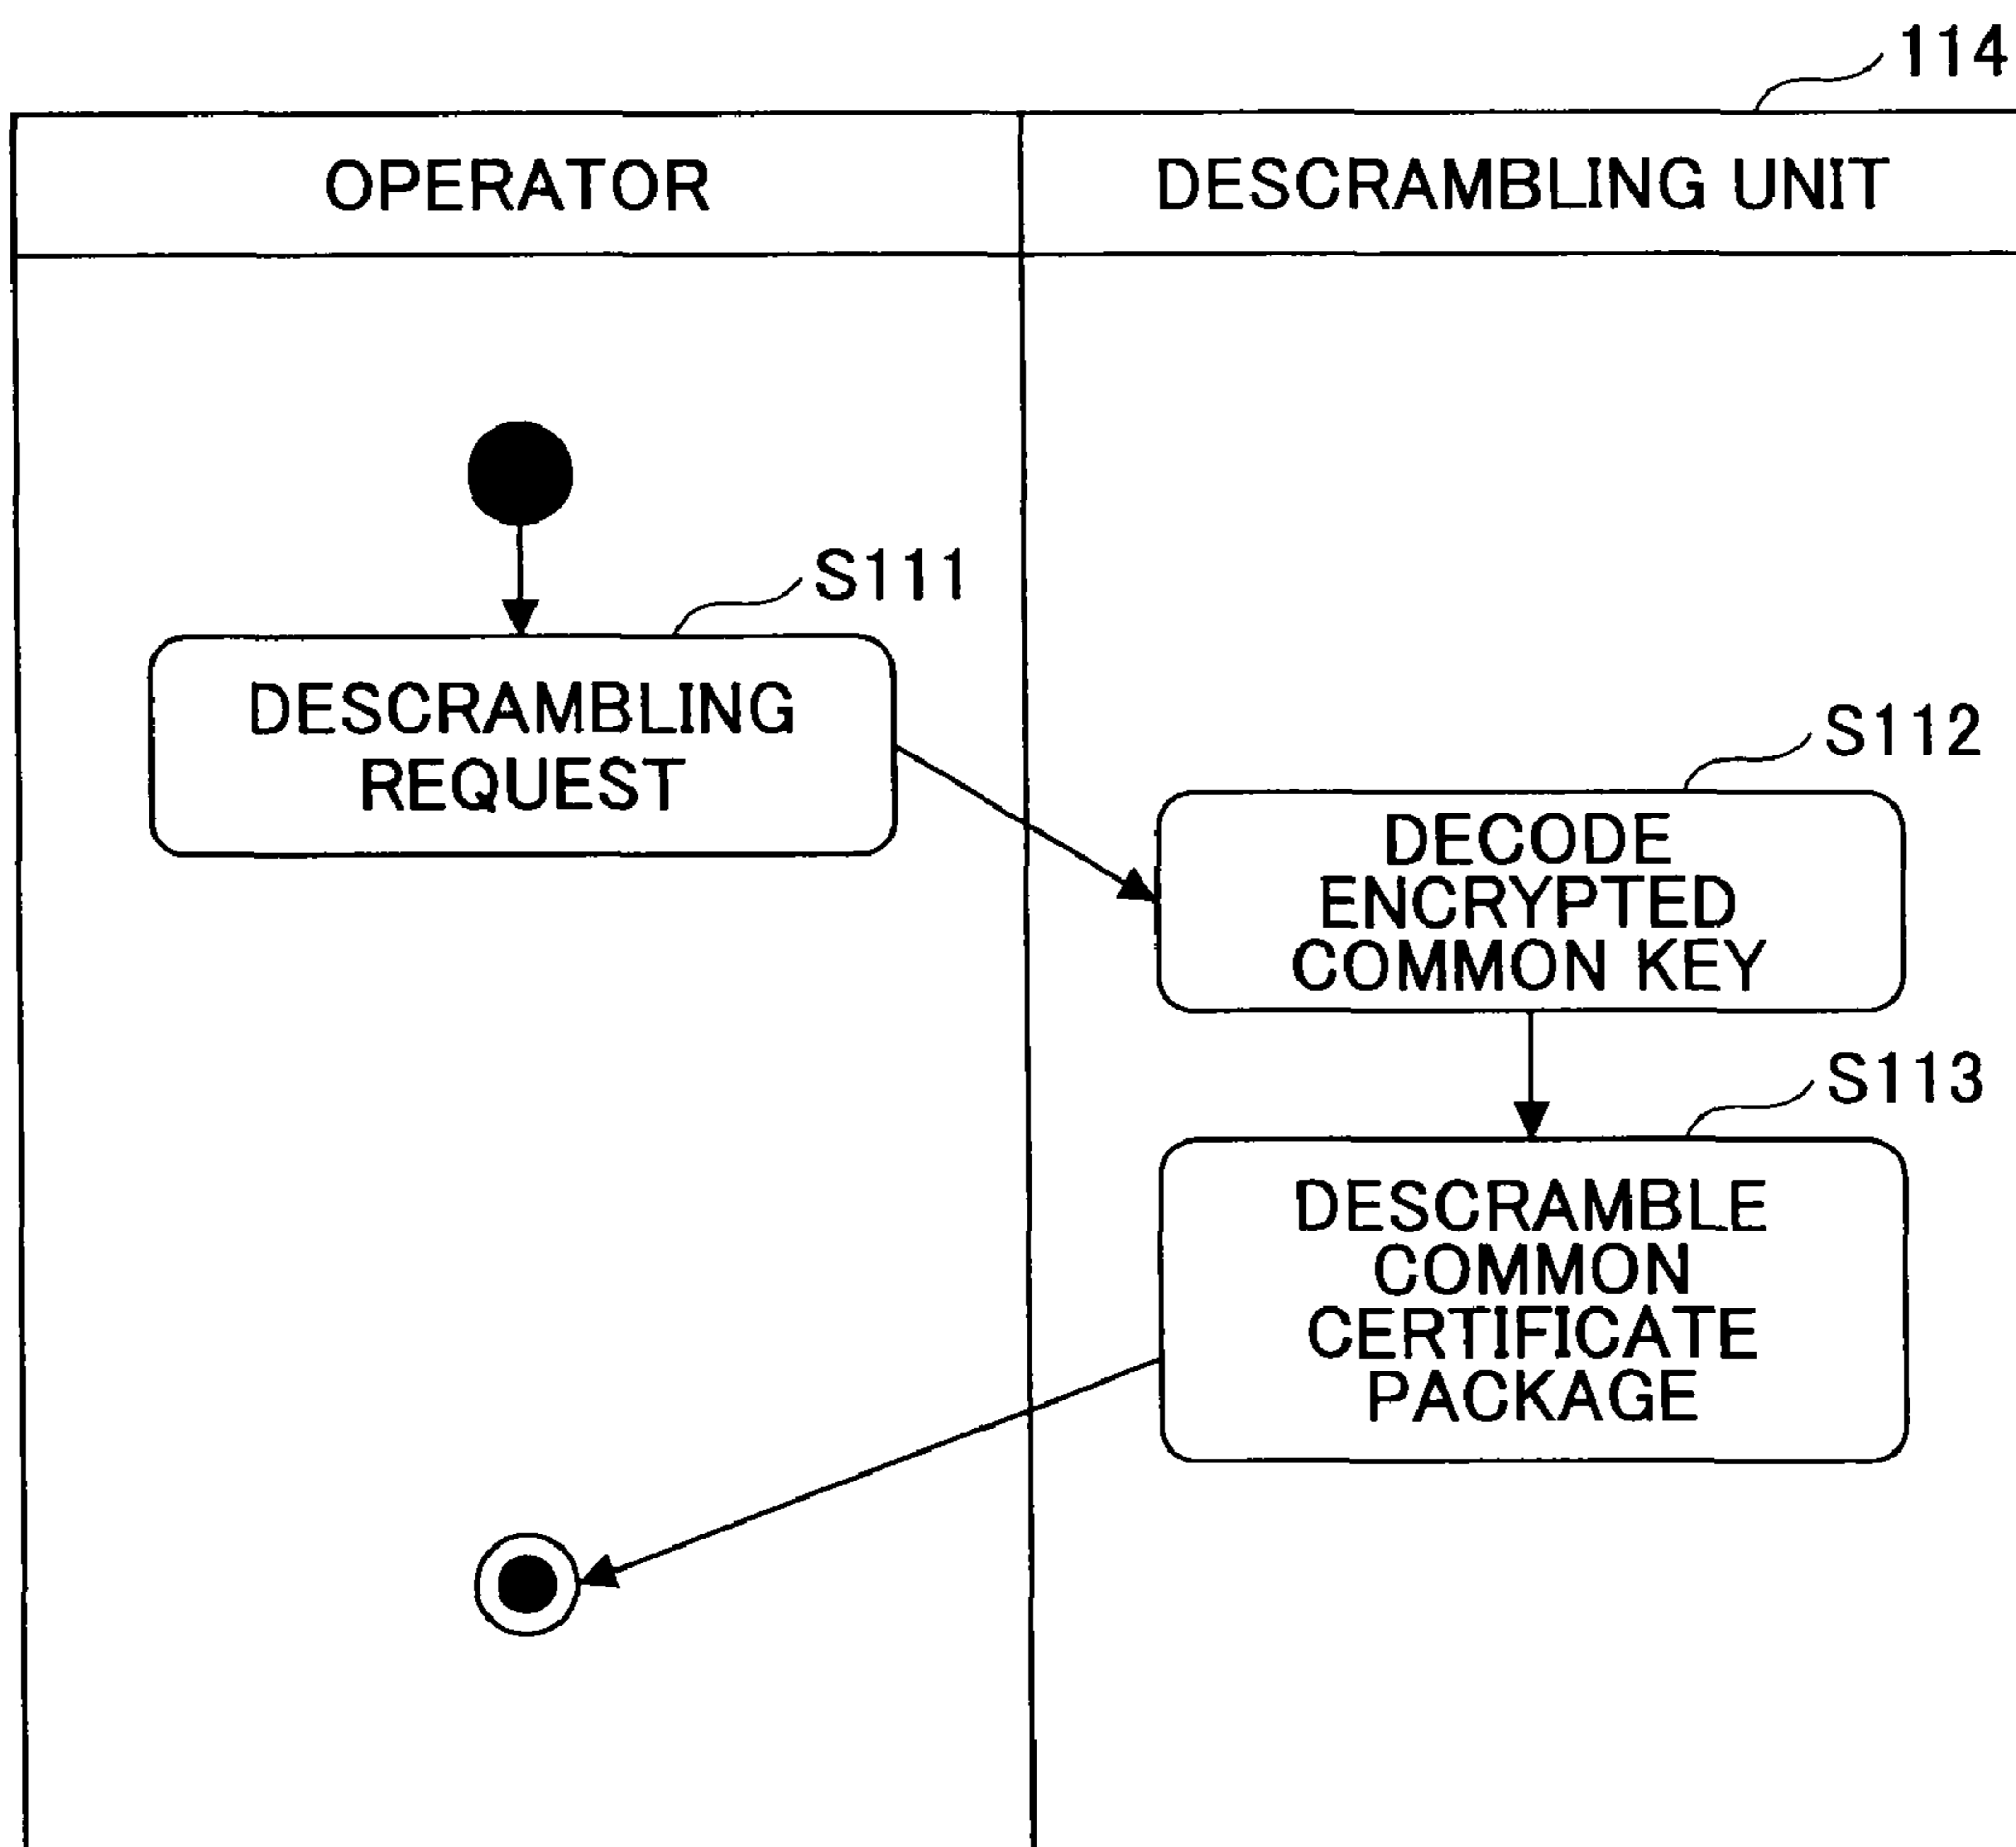 114
OPERATOR
DESCRAMBLING UNIT
S111
DESCRAMBLING
REQUEST
S112
DECODE
ENCRYPTED
COMMON KEY
S113
DESCRAMBLE
COMMON
CERTIFICATE
PACKAGE